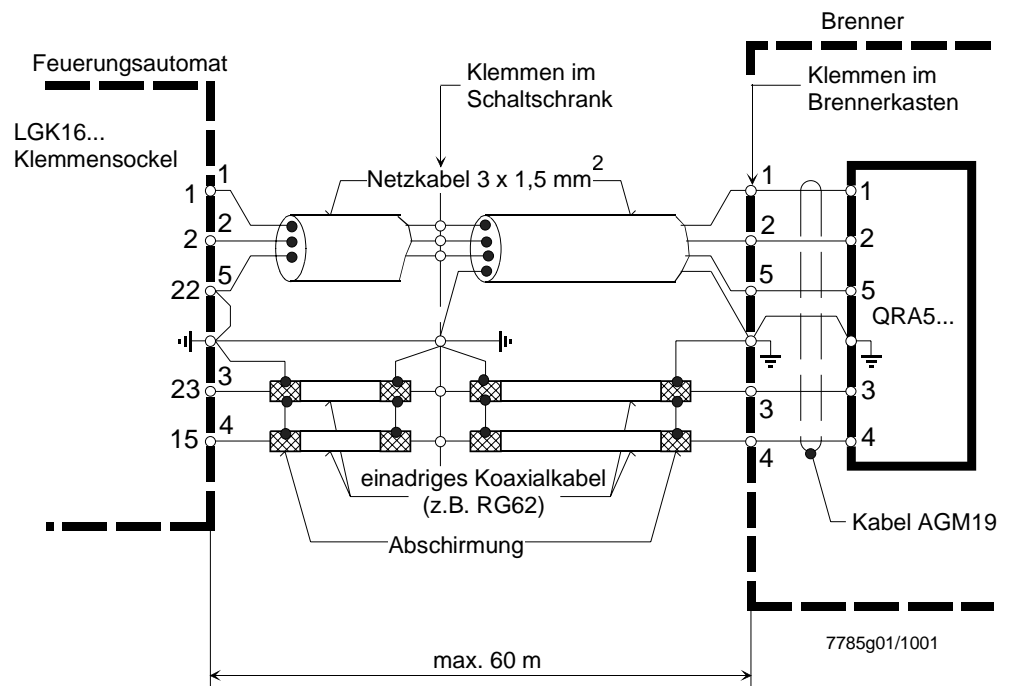 Brenner
Feuerungsautomat
Klemmen im
Schaltschrank
Klemmen im
Brennerkasten
LGK16...
Klemmensockel
Netzkabel 3 x 1,5 mm²
1 1 1 1
2 2 2 2
22 5 5 5
QRA5...
23 3 3 3
15 4 4 4
einadriges Koaxialkabel
(z.B. RG62)
Abschirmung
Kabel AGM19
7785g01/1001
max. 60 m